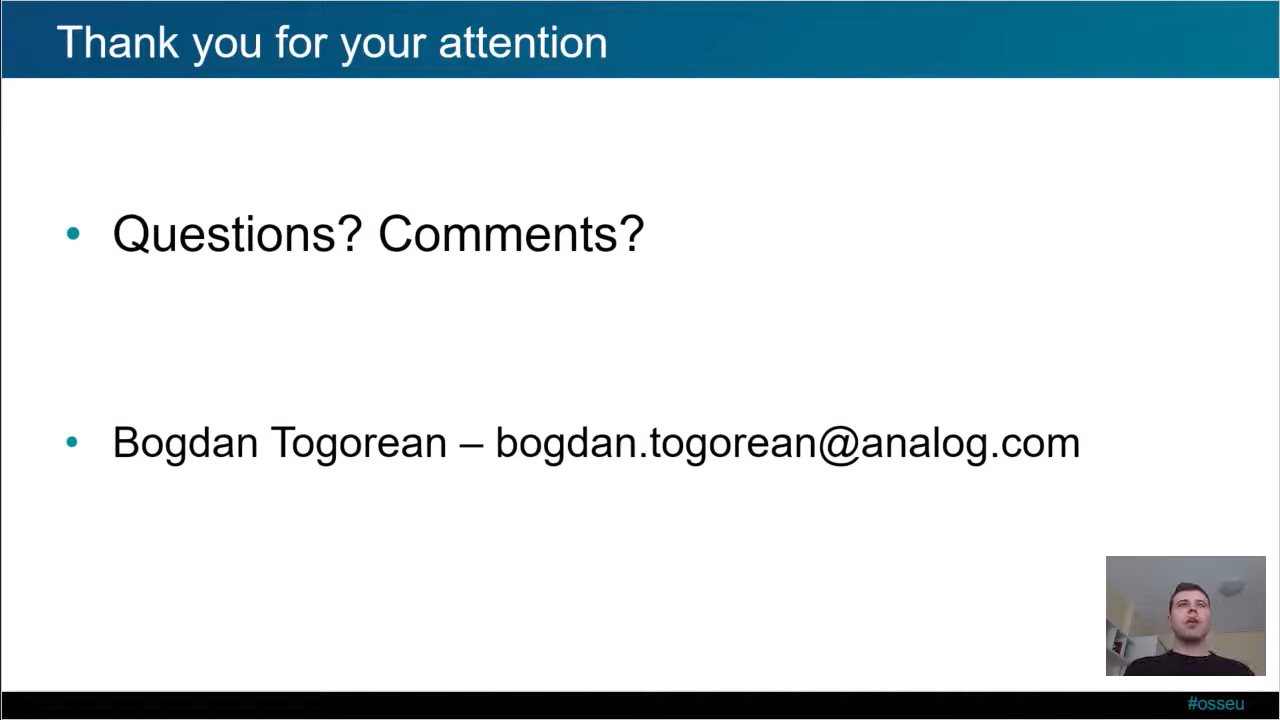 Thank you for your attention
• Questions? Comments?
• Bogdan Togorean – bogdan.togorean@analog.com
#osseu